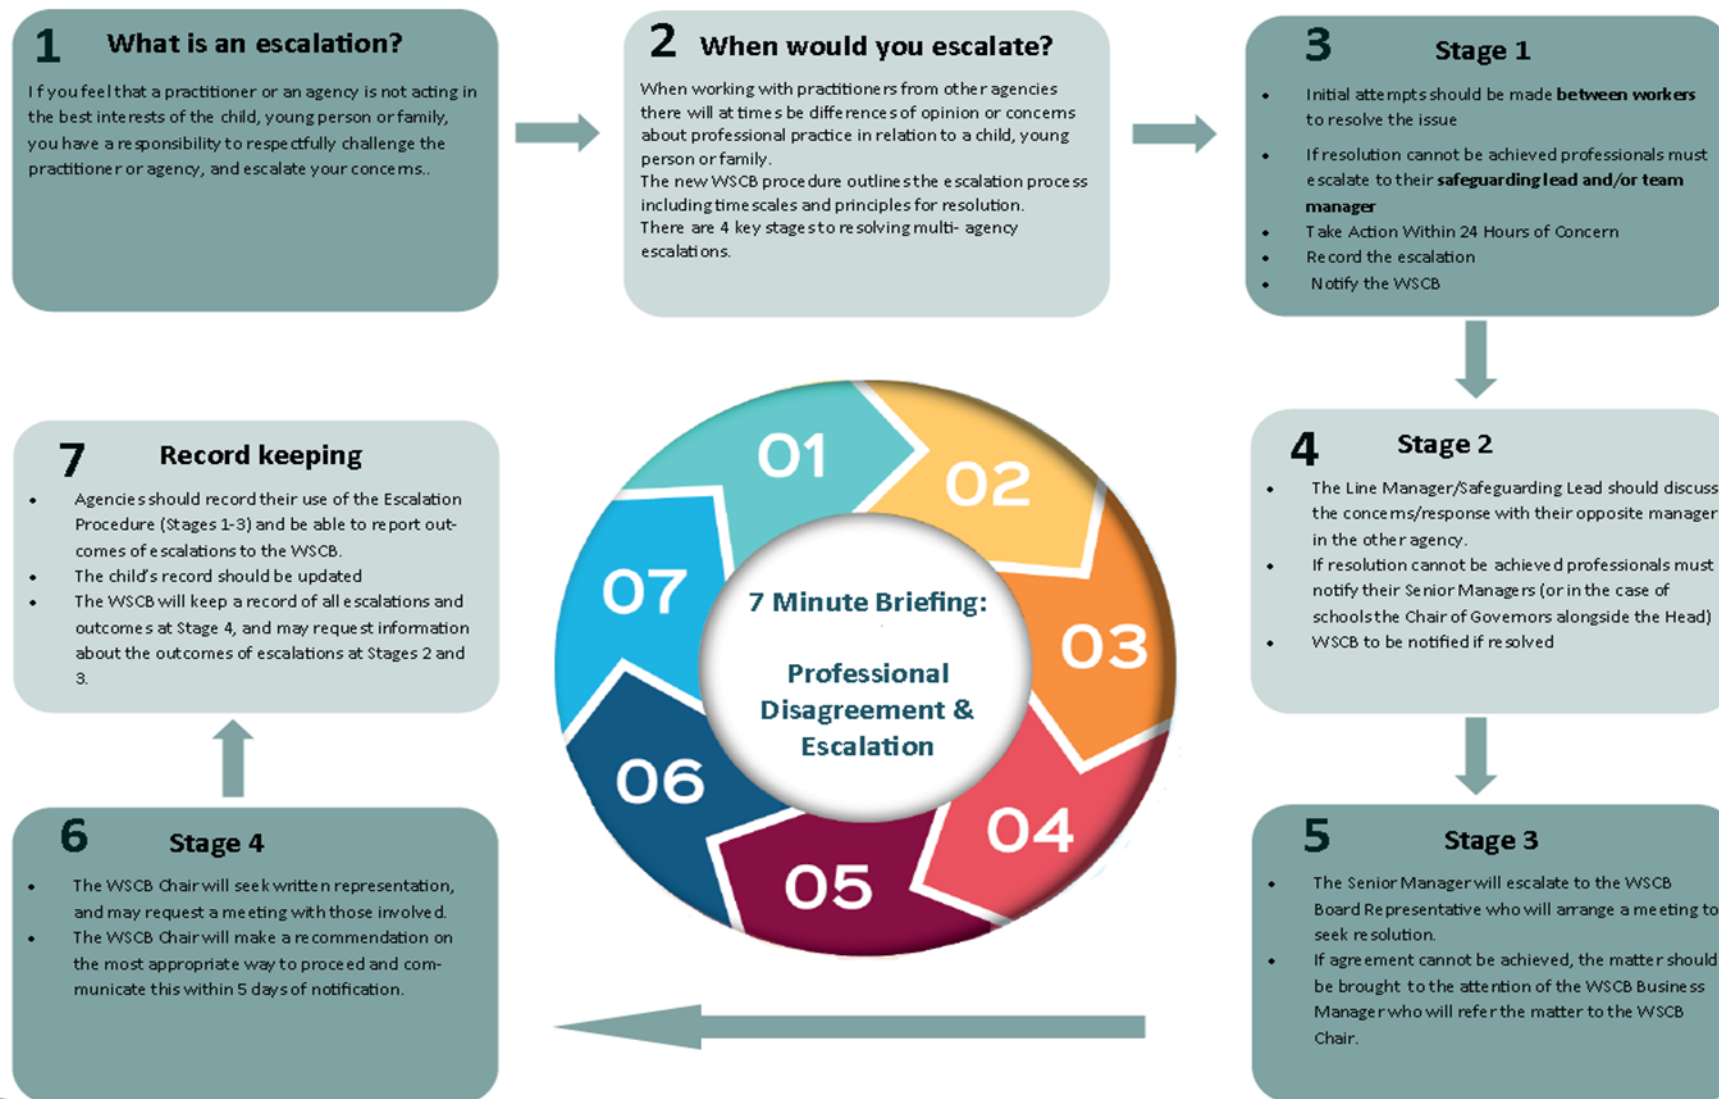 1 What is an escalation?
If you feel that a practitioner or an agency is not acting in
the best interests of the child, young person or family,
you have a responsibility to respectfully challenge the
practitioner or agency, and escalate your concerns..
2 When would you escalate?
When working with practitioners from other agencies
there will at times be differences of opinion or concerns
about professional practice in relation to a child, young
person or family.
The new WSCB procedure outlines the escalation process
including timescales and principles for resolution.
There are 4 key stages to resolving multi- agency
escalations.
3 Stage 1
• Initial attempts should be made between workers
to resolve the issue
• If resolution cannot be achieved professionals must
escalate to their safeguarding lead and/or team
manager
• Take Action Within 24 Hours of Concern
• Record the escalation
• Notify the WSCB
4 Stage 2
• The Line Manager/Safeguarding Lead should discuss
the concerns/response with their opposite manager
in the other agency.
• If resolution cannot be achieved professionals must
notify their Senior Managers (or in the case of
schools the Chair of Governors alongside the Head)
• WSCB to be notified if resolved
5 Stage 3
• The Senior Manager will escalate to the WSCB
Board Representative who will arrange a meeting to
seek resolution.
• If agreement cannot be achieved, the matter should
be brought to the attention of the WSCB Business
Manager who will refer the matter to the WSCB
Chair.
6 Stage 4
• The WSCB Chair will seek written representation,
and may request a meeting with those involved.
• The WSCB Chair will make a recommendation on
the most appropriate way to proceed and com-
municate this within 5 days of notification.
7 Record keeping
• Agencies should record their use of the Escalation
Procedure (Stages 1-3) and be able to report out-
comes of escalations to the WSCB.
• The child's record should be updated
• The WSCB will keep a record of all escalations and
outcomes at Stage 4, and may request information
about the outcomes of escalations at Stages 2 and
3.
01
02
03
04
05
06
07
7 Minute Briefing:
Professional
Disagreement &
Escalation